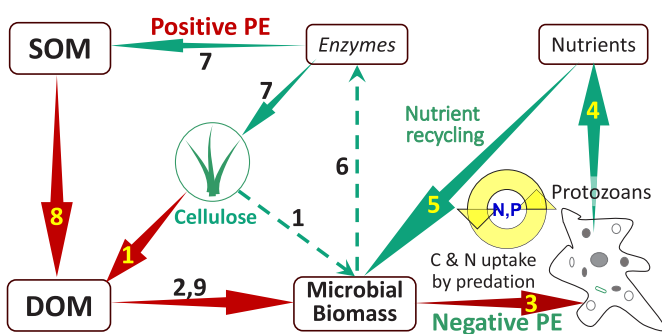 Positive PE
SOM
Enzymes
Nutrients
7
7
Nutrient
recycling
4
6
5
Protozoans
N,P
8
Cellulose
1
1
C & N uptake
by predation
DOM
2,9
Microbial
Biomass
3
Negative PE